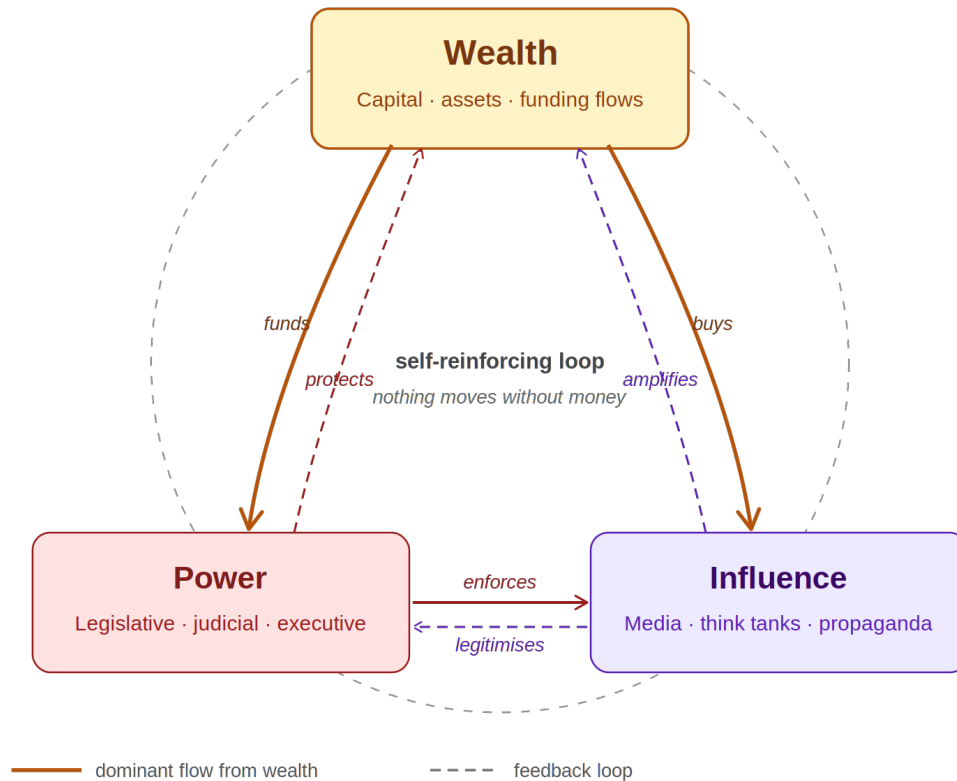 Wealth
Capital · assets · funding flows
funds
buys
self-reinforcing loop
protects
amplifies
nothing moves without money
Power
Legislative · judicial · executive
enforces
legitimises
Influence
Media · think tanks · propaganda
dominant flow from wealth
feedback loop